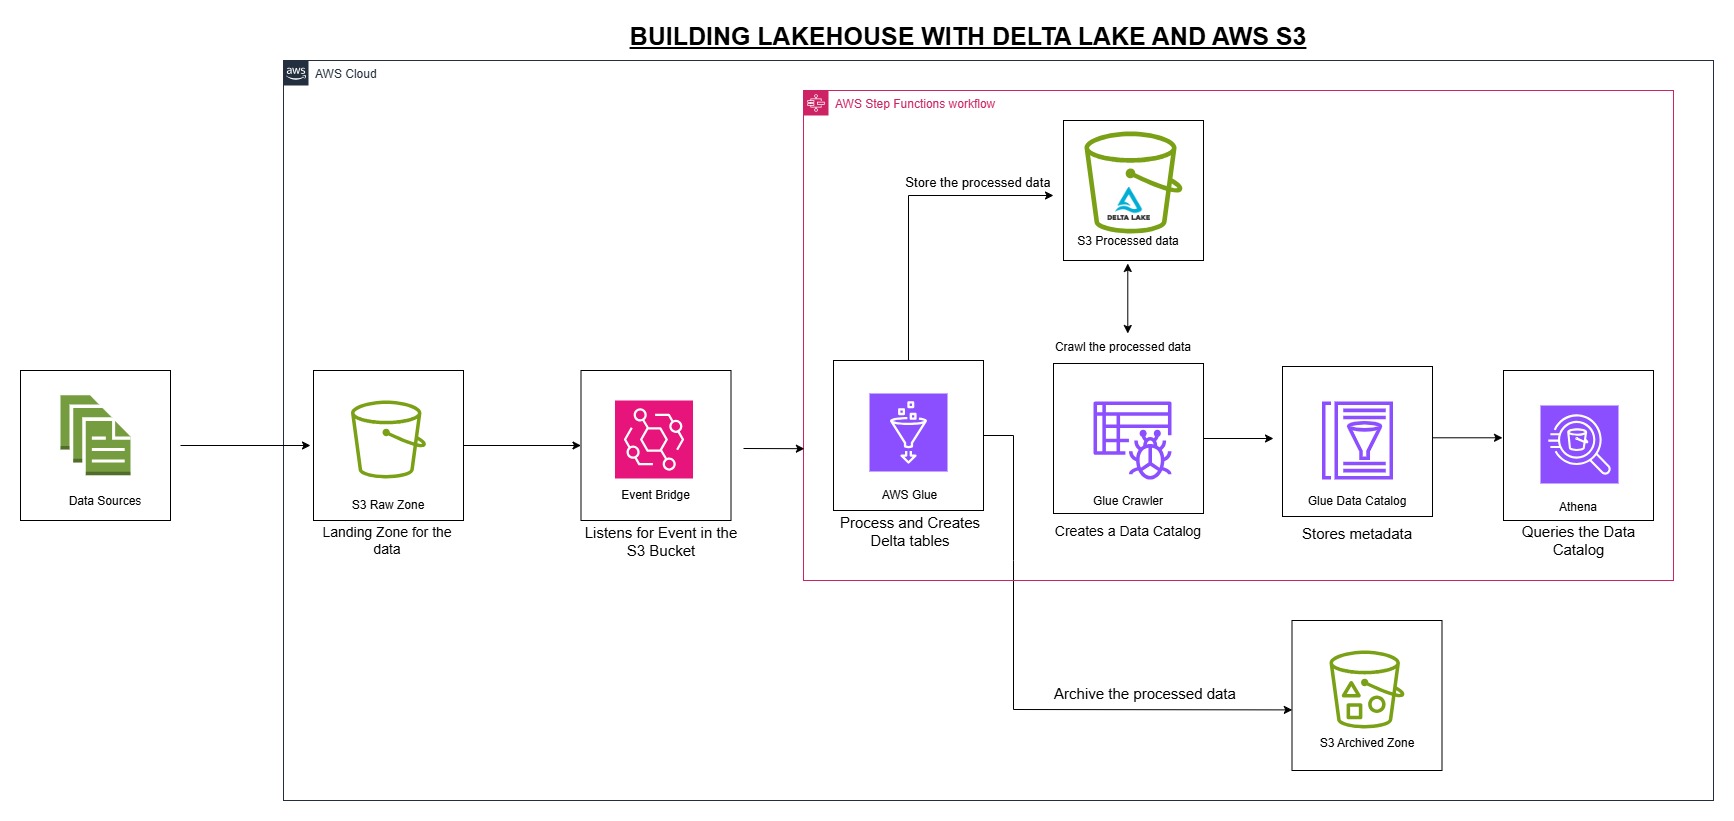 BUILDING LAKEHOUSE WITH DELTA LAKE AND AWS S3
aws
AWS Cloud
AWS Step Functions workflow
Store the processed data
DELTA LAKE
S3 Processed data
Crawl the processed data
Data Sources
S3 Raw Zone
Landing Zone for the
data
Event Bridge
Listens for Event in the
S3 Bucket
AWS Glue
Process and Creates
Delta tables
Glue Crawler
Creates a Data Catalog
Glue Data Catalog
Stores metadata
Athena
Queries the Data
Catalog
Archive the processed data
S3 Archived Zone